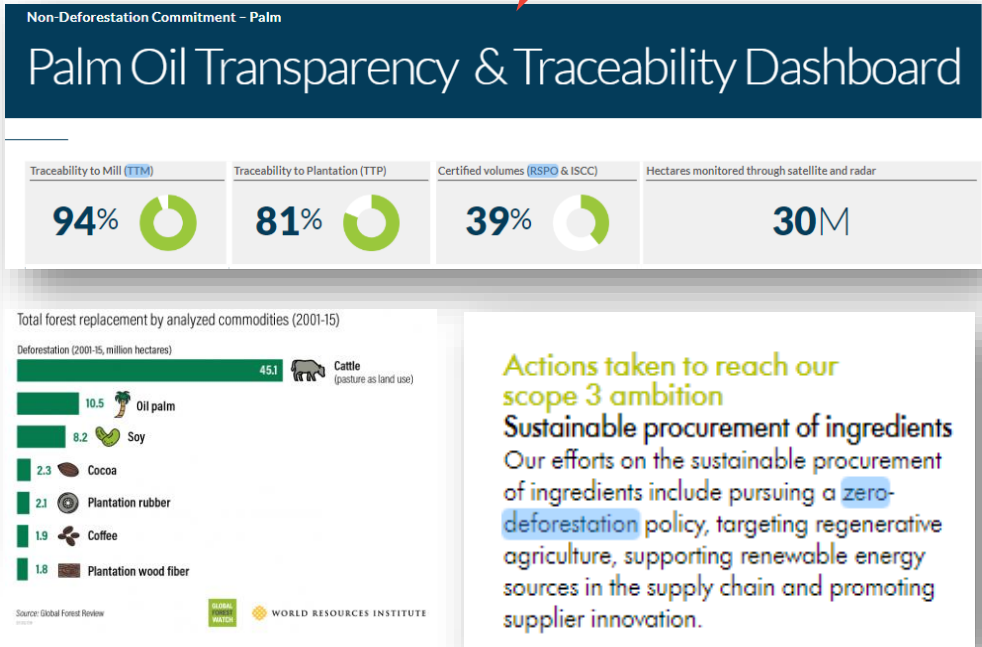 Non-Deforestation Commitment – Palm
Palm Oil Transparency & Traceability Dashboard
Traceability to Mill (TTM)
94%
Traceability to Plantation (TTP)
81%
Certified volumes (RSPO & ISCC)
39%
Hectares monitored through satellite and radar
30M
Total forest replacement by analyzed commodities (2001-15)
Deforestation (2001-15, million hectares)
45.1 Cattle
(pasture as land use)
10.5 Oil palm
8.2 Soy
2.3 Cocoa
2.1 Plantation rubber
1.9 Coffee
1.8 Plantation wood fiber
Source: Global Forest Review
GLOBAL
FOREST
WATCH
WORLD RESOURCES INSTITUTE
Actions taken to reach our
scope 3 ambition
Sustainable procurement of ingredients
Our efforts on the sustainable procurement
of ingredients include pursuing a zero-
deforestation policy, targeting regenerative
agriculture, supporting renewable energy
sources in the supply chain and promoting
supplier innovation.